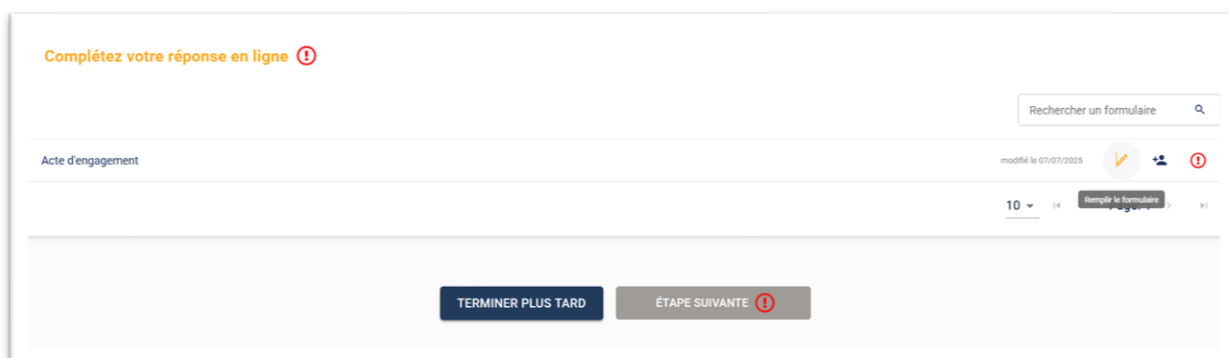 Complétez votre réponse en ligne
Rechercher un formulaire
Acte d'engagement
modifié le 07/07/2025
Remplir le formulaire
10
TERMINER PLUS TARD
ÉTAPE SUIVANTE